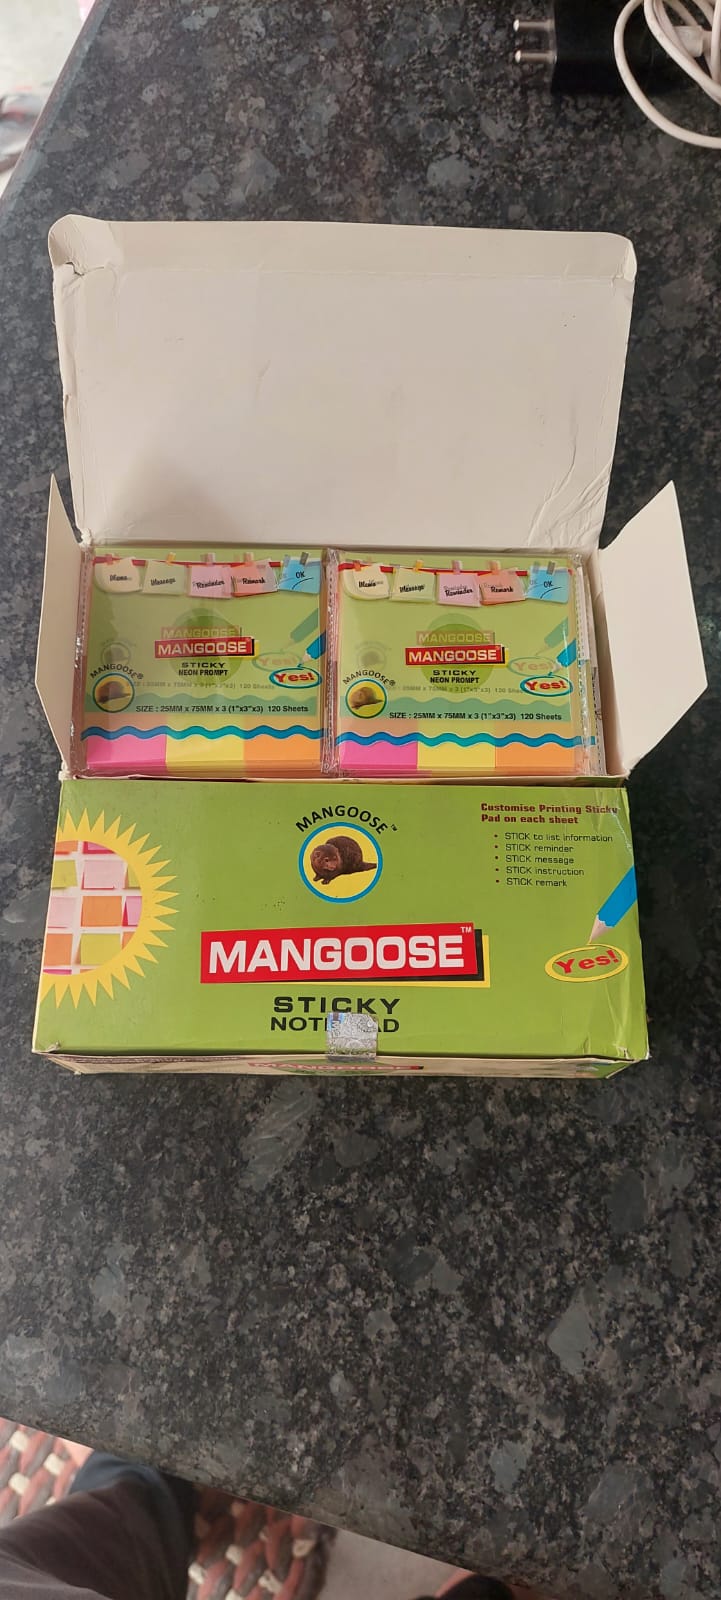 Memo
Message
Reminder
Remark
OK
MANGOOSE
MANGOOSE
STICKY
NEON PROMPT
Yes!
Yes!
MANGOOSE®
SIZE : 25MM x 75MM x 3 (1"x3"x3) 120 Sheets
Memo
Message
Reminder
Remark
OK
MANGOOSE
MANGOOSE
STICKY
NEON PROMPT
Yes!
Yes!
MANGOOSE®
SIZE : 25MM x 75MM x 3 (1"x3"x3) 120 Sheets
MANGOOSE™
Customise Printing Sticky
Pad on each sheet
• STICK to list information
• STICK reminder
• STICK message
• STICK instruction
• STICK remark
MANGOOSE™
Yes!
STICKY
MANGOOSE